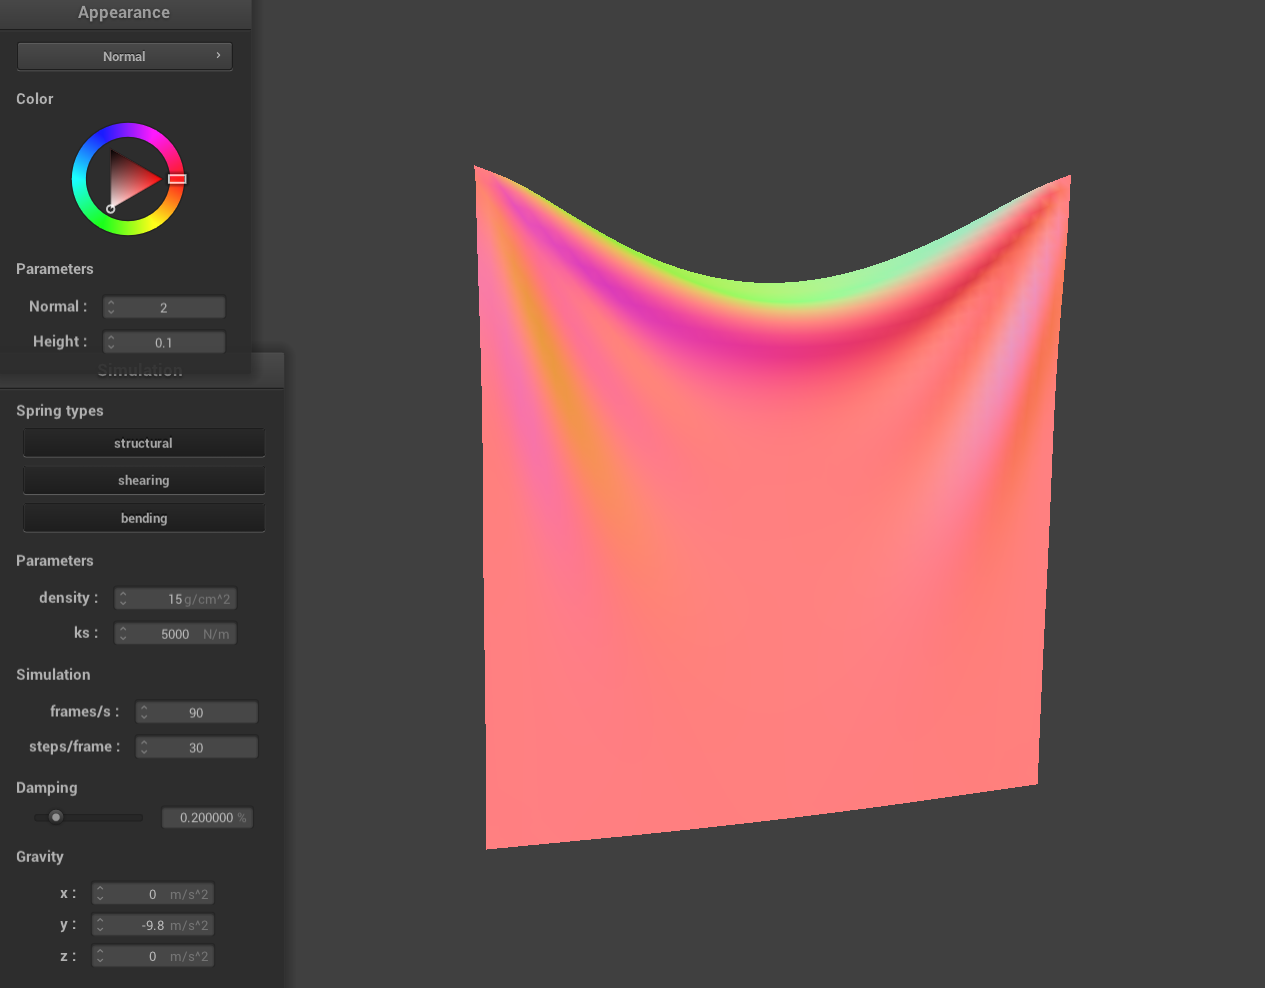 Appearance
Normal
Color
Parameters
Normal : 2
Height : 0.1
Simulation
Spring types
structural
shearing
bending
Parameters
density : 15 g/cm^2
ks : 5000 N/m
Simulation
frames/s : 90
steps/frame : 30
Damping
0.200000 %
Gravity
x : 0 m/s^2
y : -9.8 m/s^2
z : 0 m/s^2